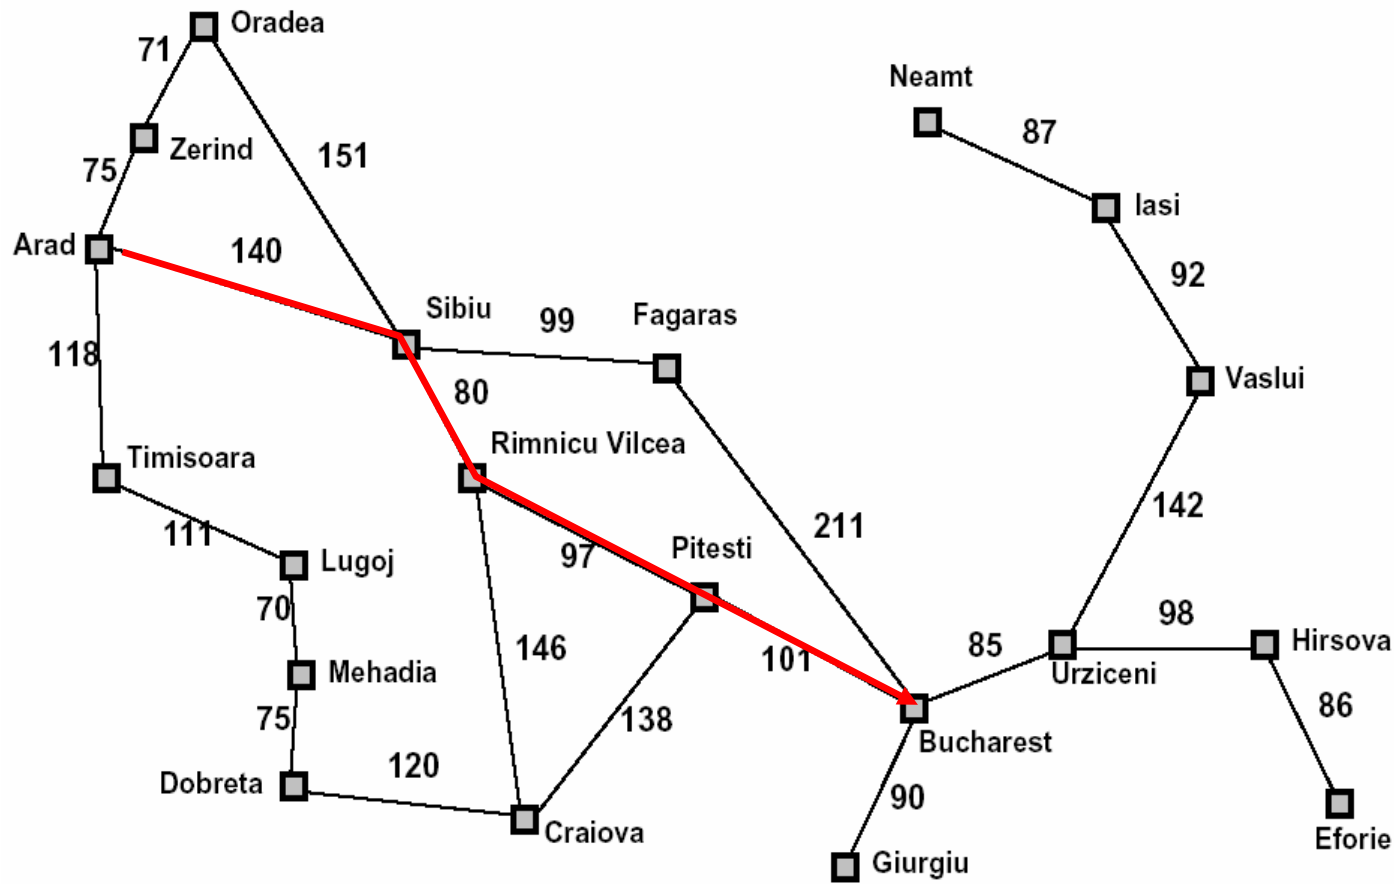 Oradea
71
Neamt
87
Zerind
151
75
Iasi
Arad
140
92
Sibiu
99
Fagaras
118
80
Vaslui
Rimnicu Vilcea
Timisoara
142
111
211
97
Pitesti
Lugoj
70
98
Hirsova
146
101
85
Urziceni
Mehadia
75
138
86
Bucharest
120
Dobreta
90
Craiova
Eforie
Giurgiu